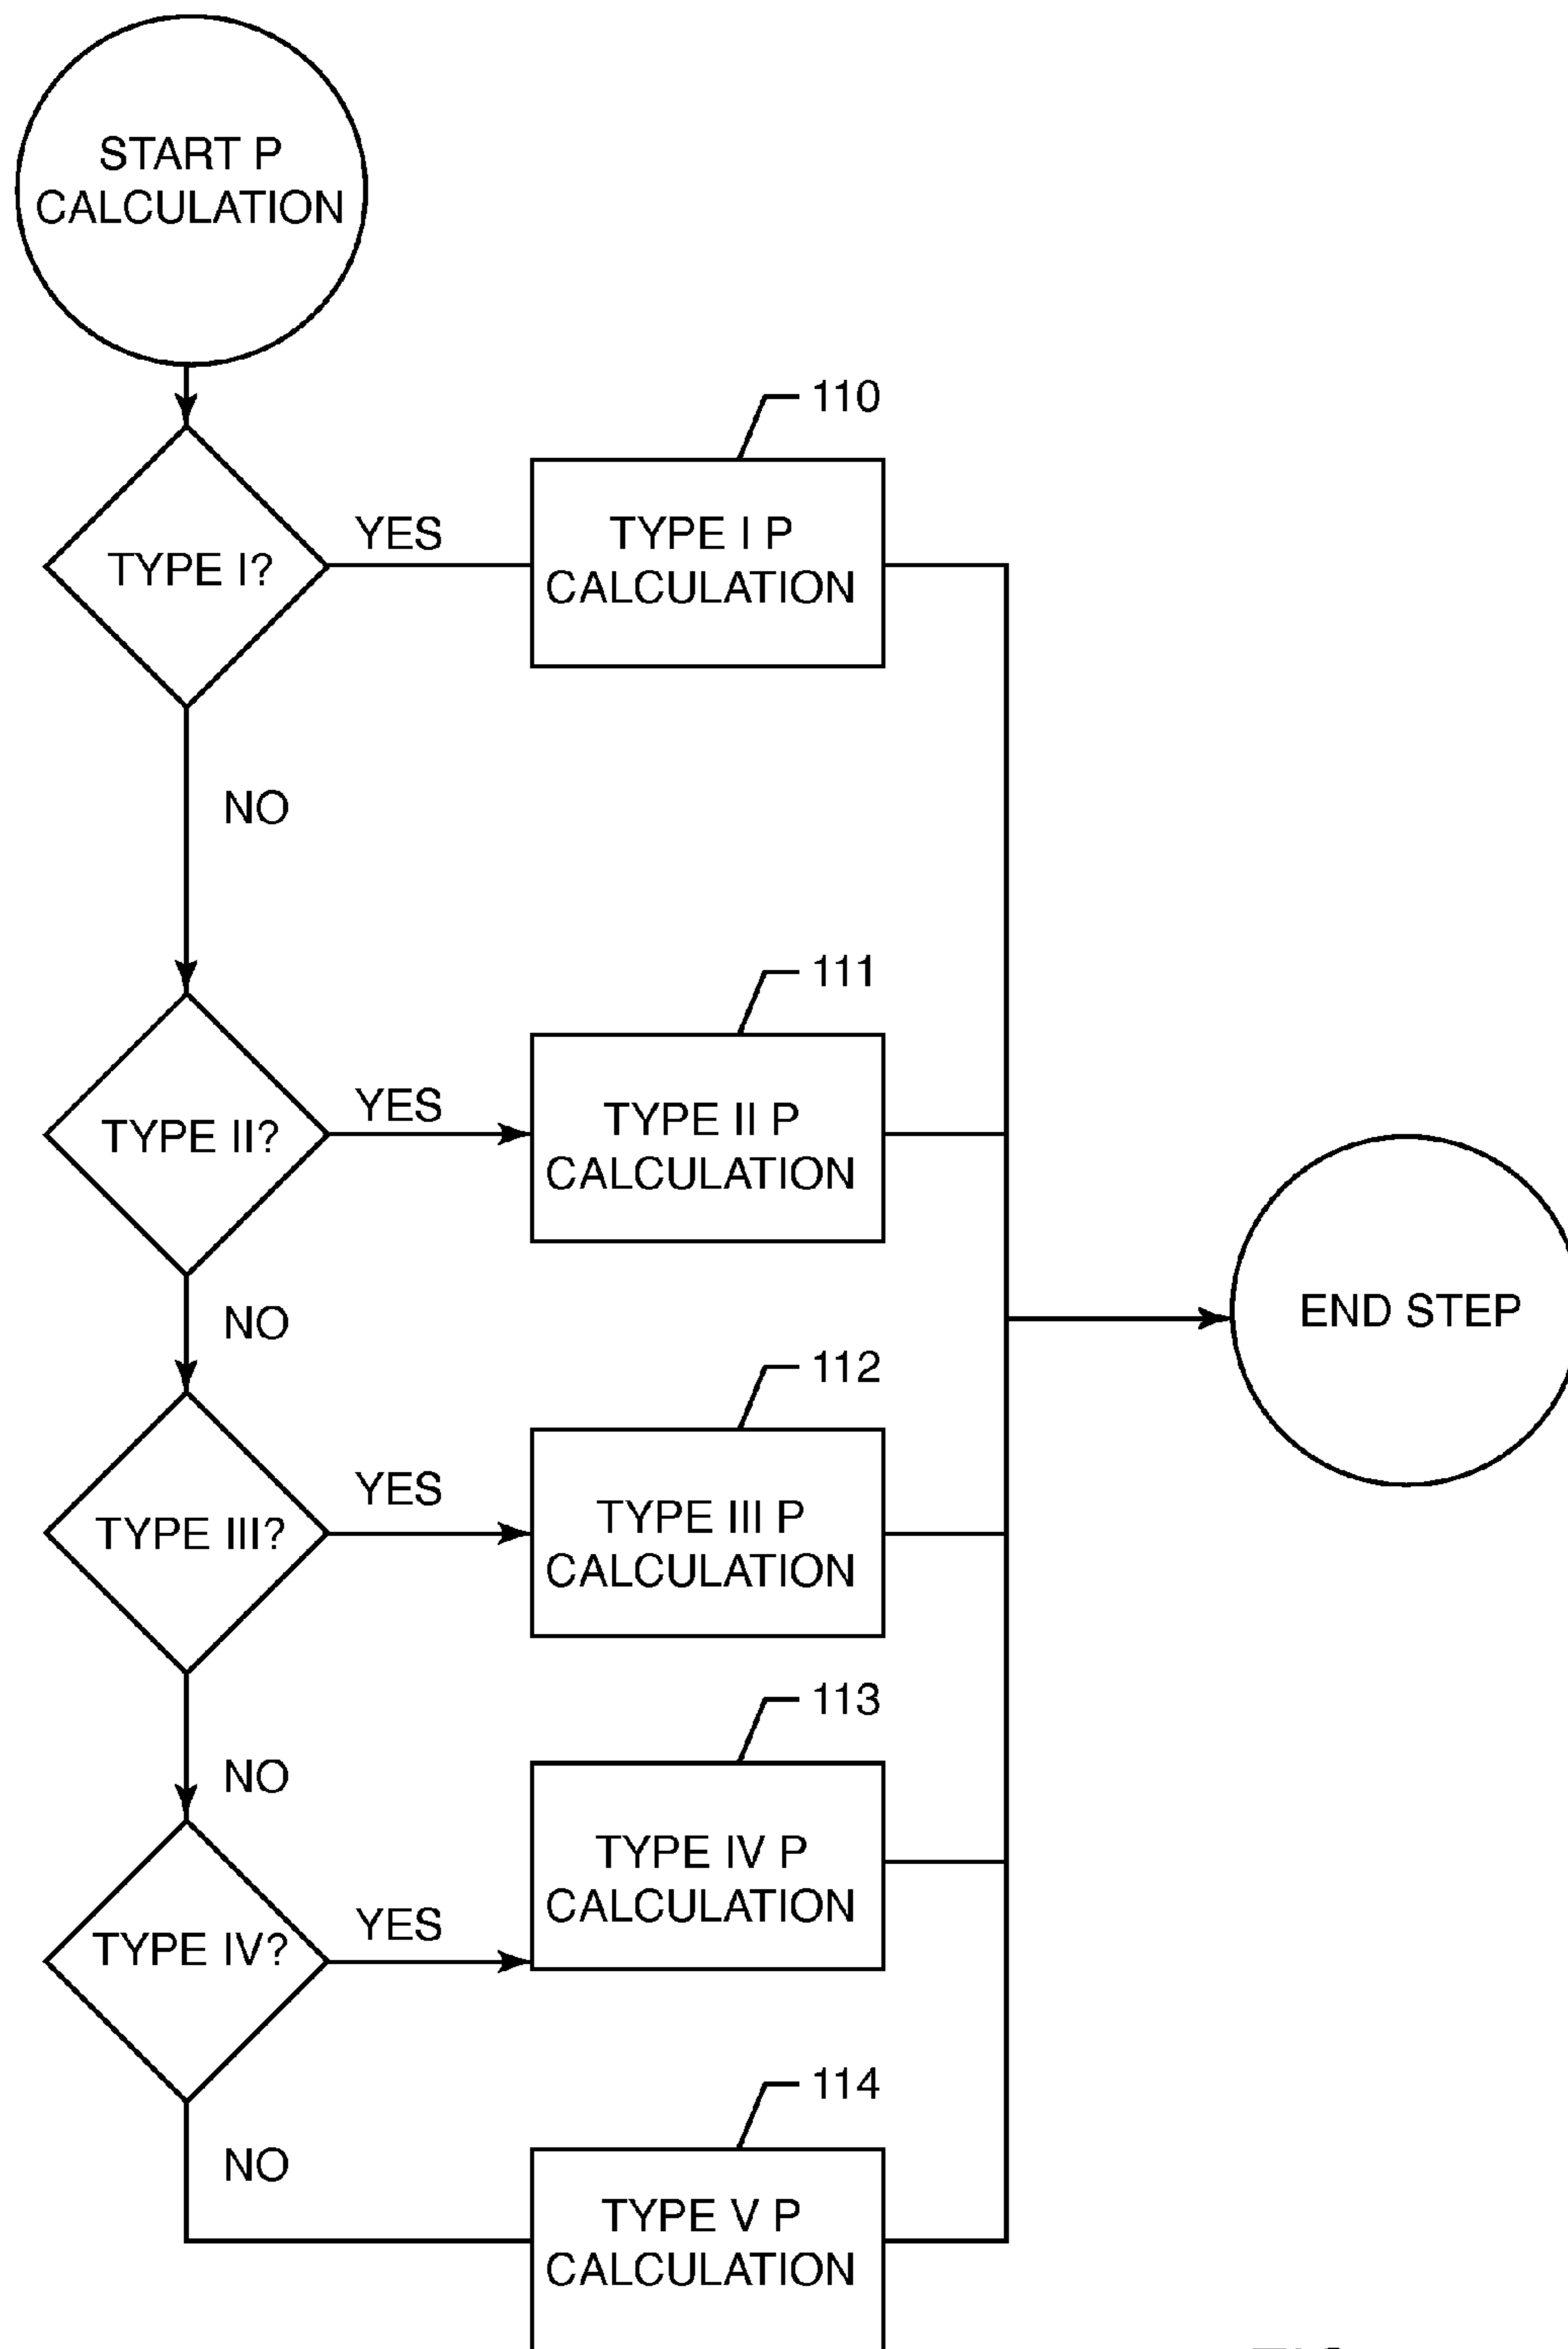 START P
CALCULATION
110
TYPE I?
YES
TYPE I P
CALCULATION
NO
111
TYPE II?
YES
TYPE II P
CALCULATION
NO
END STEP
112
TYPE III?
YES
TYPE III P
CALCULATION
NO
113
TYPE IV?
YES
TYPE IV P
CALCULATION
NO
114
TYPE V P
CALCULATION